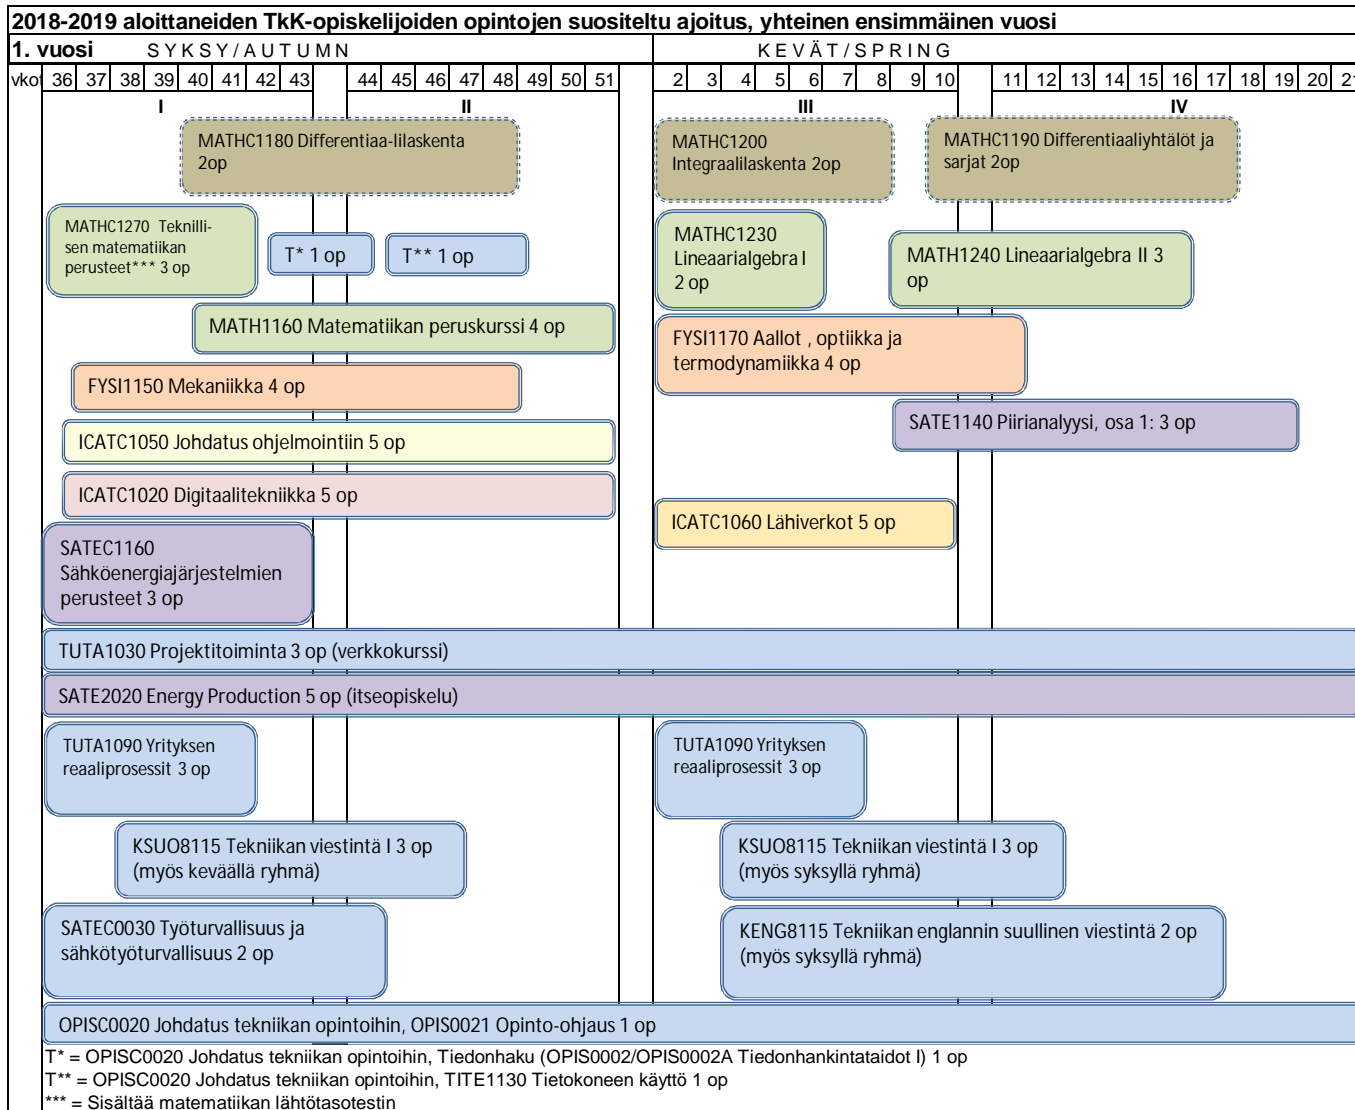 2018-2019 aloittaneiden TkK-opiskelijoiden opintojen suositeltu ajoitus, yhteinen ensimmäinen vuosi
1. vuosi SYKSY/AUTUMN KEVÄT/SPRING
vkot 36 37 38 39 40 41 42 43 44 45 46 47 48 49 50 51 2 3 4 5 6 7 8 9 10 11 12 13 14 15 16 17 18 19 20 21
I II III IV
MATHC1180 Differentiaa-lilaskenta
2op
MATHC1200
Integraalilaskenta 2op
MATHC1190 Differentiaaliyhtälöt ja
sarjat 2op
MATHC1270 Teknilli-
sen matematiikan
perusteet*** 3 op
T* 1 op
T** 1 op
MATHC1230
Lineaarialgebra I
2 op
MATH1240 Lineaarialgebra II 3
op
MATH1160 Matematiikan peruskurssi 4 op
FYSI1170 Aallot , optiikka ja
termodynamiikka 4 op
FYSI1150 Mekaniikka 4 op
SATE1140 Piirianalyysi, osa 1: 3 op
ICATC1050 Johdatus ohjelmointiin 5 op
ICATC1020 Digitaalitekniikka 5 op
ICATC1060 Lähiverkot 5 op
SATEC1160
Sähköenergiajärjestelmien
perusteet 3 op
TUTA1030 Projektitoiminta 3 op (verkkokurssi)
SATE2020 Energy Production 5 op (itseopiskelu)
TUTA1090 Yrityksen
reaaliprosessit 3 op
TUTA1090 Yrityksen
reaaliprosessit 3 op
KSUO8115 Tekniikan viestintä I 3 op
(myös keväällä ryhmä)
KSUO8115 Tekniikan viestintä I 3 op
(myös syksyllä ryhmä)
SATEC0030 Työturvallisuus ja
sähkötyöturvallisuus 2 op
KENG8115 Tekniikan englannin suullinen viestintä 2 op
(myös syksyllä ryhmä)
OPISC0020 Johdatus tekniikan opintoihin, OPIS0021 Opinto-ohjaus 1 op
T* = OPISC0020 Johdatus tekniikan opintoihin, Tiedonhaku (OPIS0002/OPIS0002A Tiedonhankintataidot I) 1 op
T** = OPISC0020 Johdatus tekniikan opintoihin, TITE1130 Tietokoneen käyttö 1 op
*** = Sisältää matematiikan lähtötasotestin